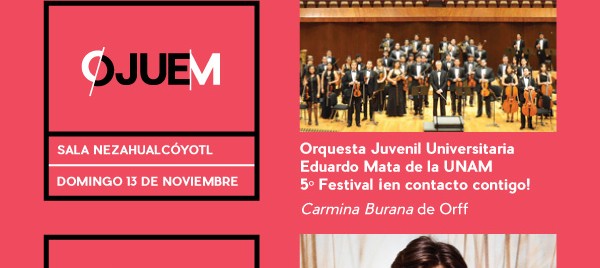 OJUEM
SALA NEZAHUALCÓYOTL
DOMINGO 13 DE NOVIEMBRE
Orquesta Juvenil Universitaria
Eduardo Mata de la UNAM
5º Festival ¡en contacto contigo!
Carmina Burana de Orff